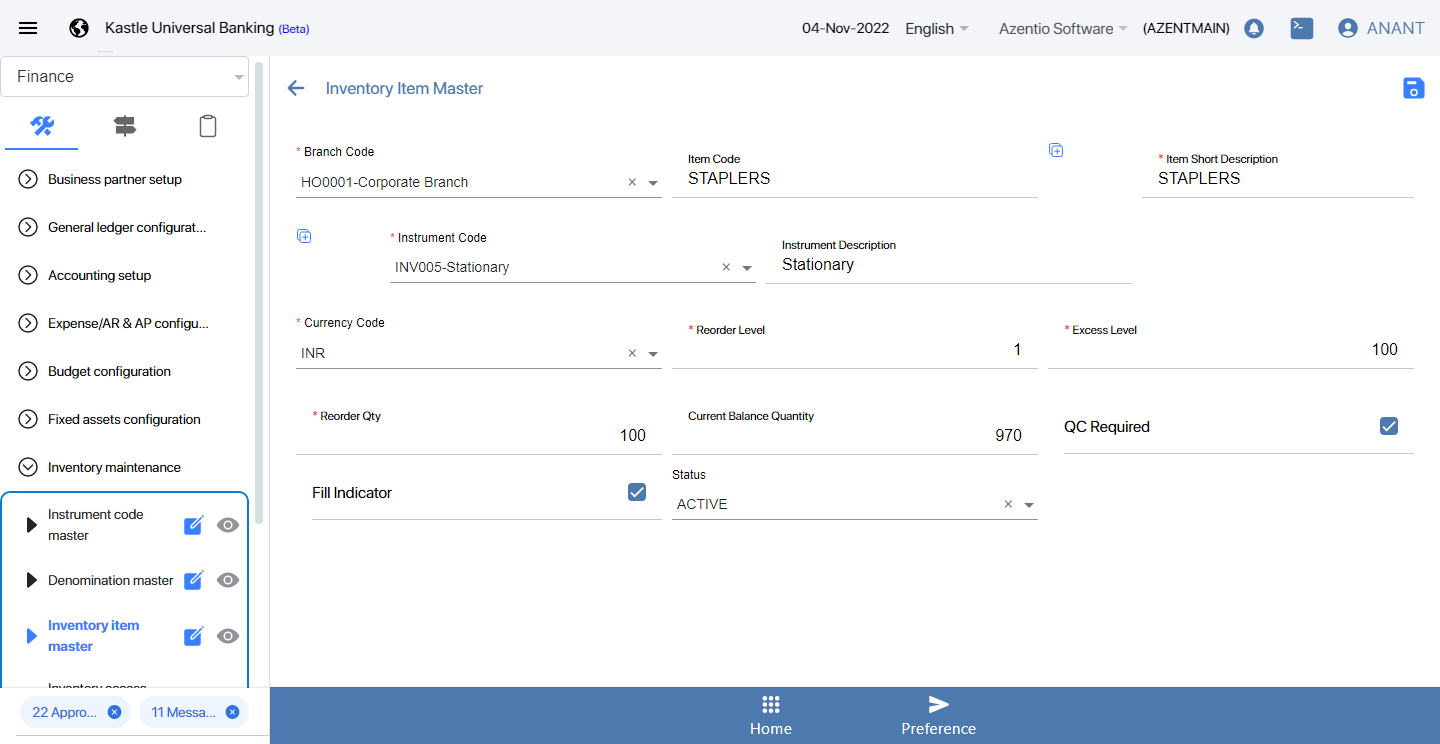 Kastle Universal Banking (Beta)
04-Nov-2022
English
Azentio Software
(AZENTMAIN)
ANANT
Finance
Business partner setup
General ledger configurat...
Accounting setup
Expense/AR & AP configu...
Budget configuration
Fixed assets configuration
Inventory maintenance
Instrument code
master
Denomination master
Inventory item
master
Inventory access
22 Appro...
11 Messa...
Inventory Item Master
* Branch Code
HO0001-Corporate Branch
Item Code
STAPLERS
* Item Short Description
STAPLERS
* Instrument Code
INV005-Stationary
Instrument Description
Stationary
* Currency Code
INR
* Reorder Level
1
* Excess Level
100
* Reorder Qty
100
Current Balance Quantity
970
QC Required
Fill Indicator
Status
ACTIVE
Home
Preference